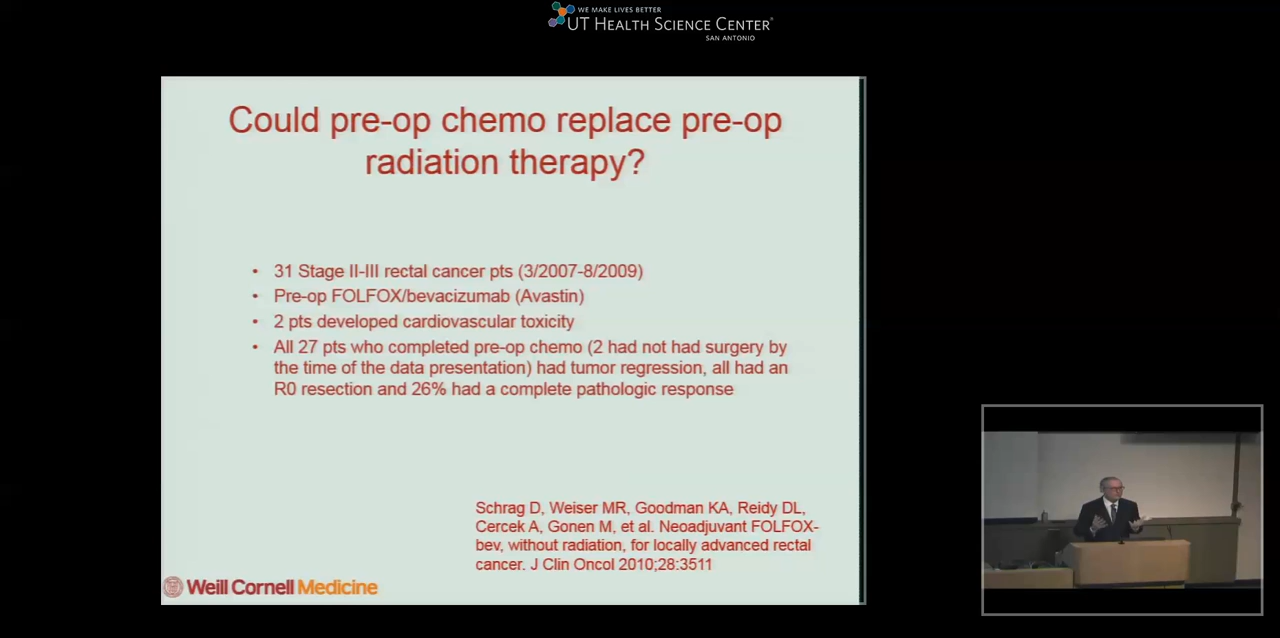 WE MAKE LIVES BETTER
UT HEALTH SCIENCE CENTER®
SAN ANTONIO
Could pre-op chemo replace pre-op
radiation therapy?
• 31 Stage II-III rectal cancer pts (3/2007-8/2009)
• Pre-op FOLFOX/bevacizumab (Avastin)
• 2 pts developed cardiovascular toxicity
• All 27 pts who completed pre-op chemo (2 had not had surgery by
the time of the data presentation) had tumor regression, all had an
R0 resection and 26% had a complete pathologic response
Schrag D, Weiser MR, Goodman KA, Reidy DL,
Cercek A, Gonen M, et al. Neoadjuvant FOLFOX-
bev, without radiation, for locally advanced rectal
cancer. J Clin Oncol 2010;28:3511
Weill Cornell Medicine